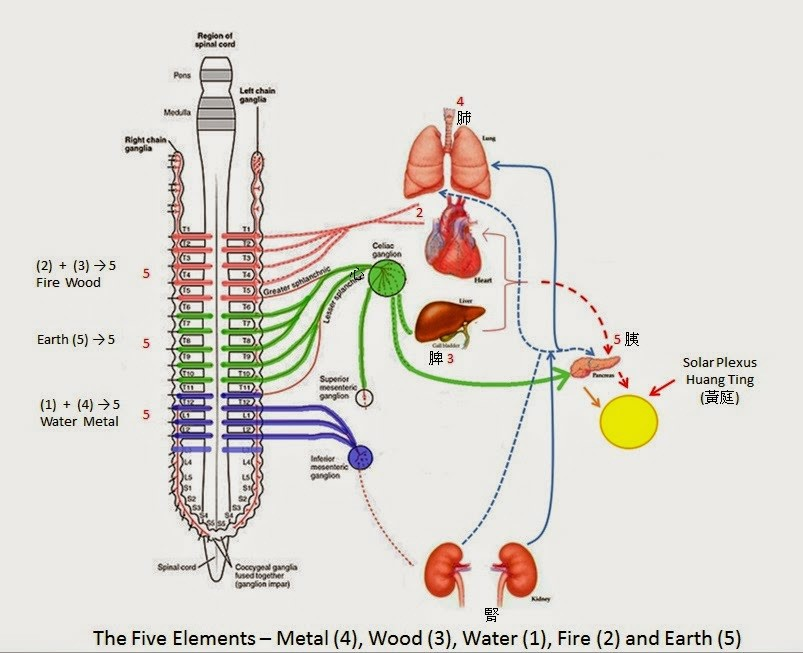 Region of
spinal cord
Pons
Medulla
Left chain
ganglia
Right chain
ganglia
T1
T2
T3
T4
T5
T6
T7
T8
T9
T10
T11
T12
L1
L2
L4
L5
S1
S2
S3
S4
S5
T1
T2
T3
T4
T5
T6
T7
T8
T9
T10
T11
T12
L1
L2
L4
L5
S1
S2
S3
S4
S5
Spinal cord
Coccygeal ganglia
fused together
(ganglion impar)
(2) + (3) → 5
Fire Wood
5
Earth (5) → 5
5
(1) + (4) → 5
Water Metal
5
Greater sphlanchnic
Lesser splanchnic
Celiac
ganglion
Superior
mesenteric
ganglion
Inferior
mesenteric
ganglion
4
肺
Lung
2
Heart
Liver
Gall bladder
脾 3
5 胰
Pancreas
Solar Plexus
Huang Ting
(黃庭)
Kidney
腎
The Five Elements – Metal (4), Wood (3), Water (1), Fire (2) and Earth (5)